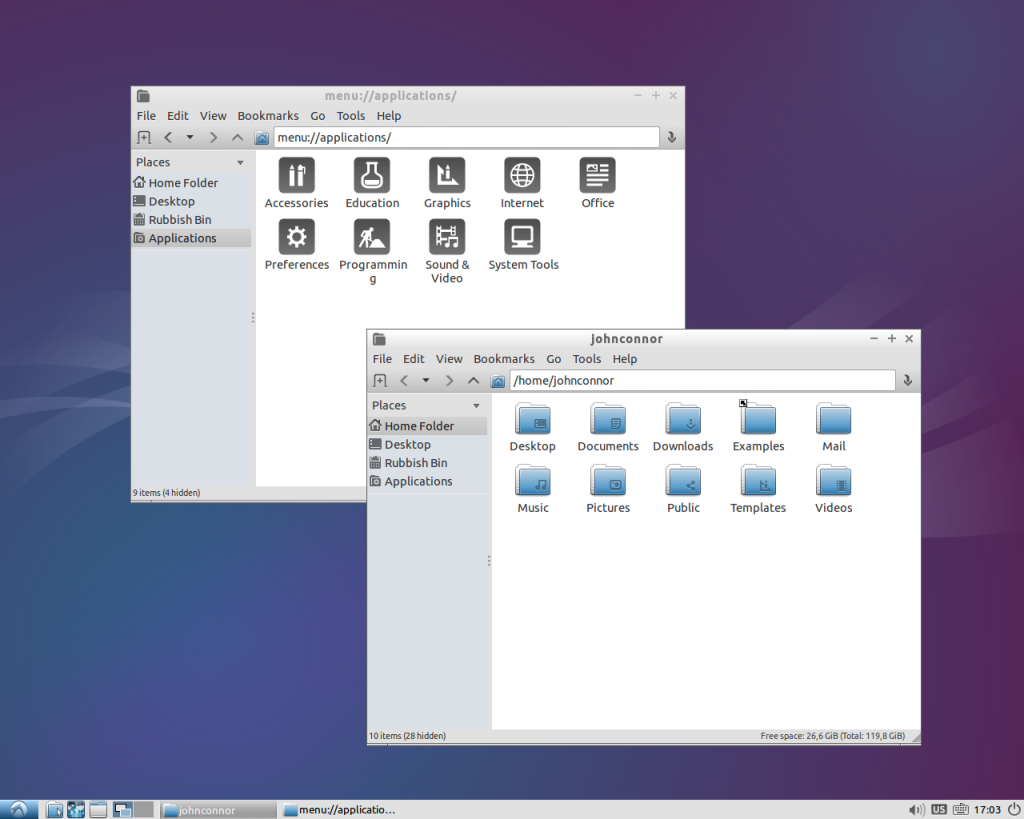 menu://applications/
File Edit View Bookmarks Go Tools Help
menu://applications/
Places
Home Folder
Desktop
Rubbish Bin
Applications
Accessories Education Graphics Internet Office
Preferences Programmin
g
Sound &
Video
System Tools
9 items (4 hidden)
johnconnor
File Edit View Bookmarks Go Tools Help
/home/johnconnor
Places
Home Folder
Desktop
Rubbish Bin
Applications
Desktop Documents Downloads Examples Mail
Music Pictures Public Templates Videos
10 items (28 hidden) Free space: 26,6 GiB (Total: 119,8 GiB)
johnconnor menu://applicatio... US 17:03